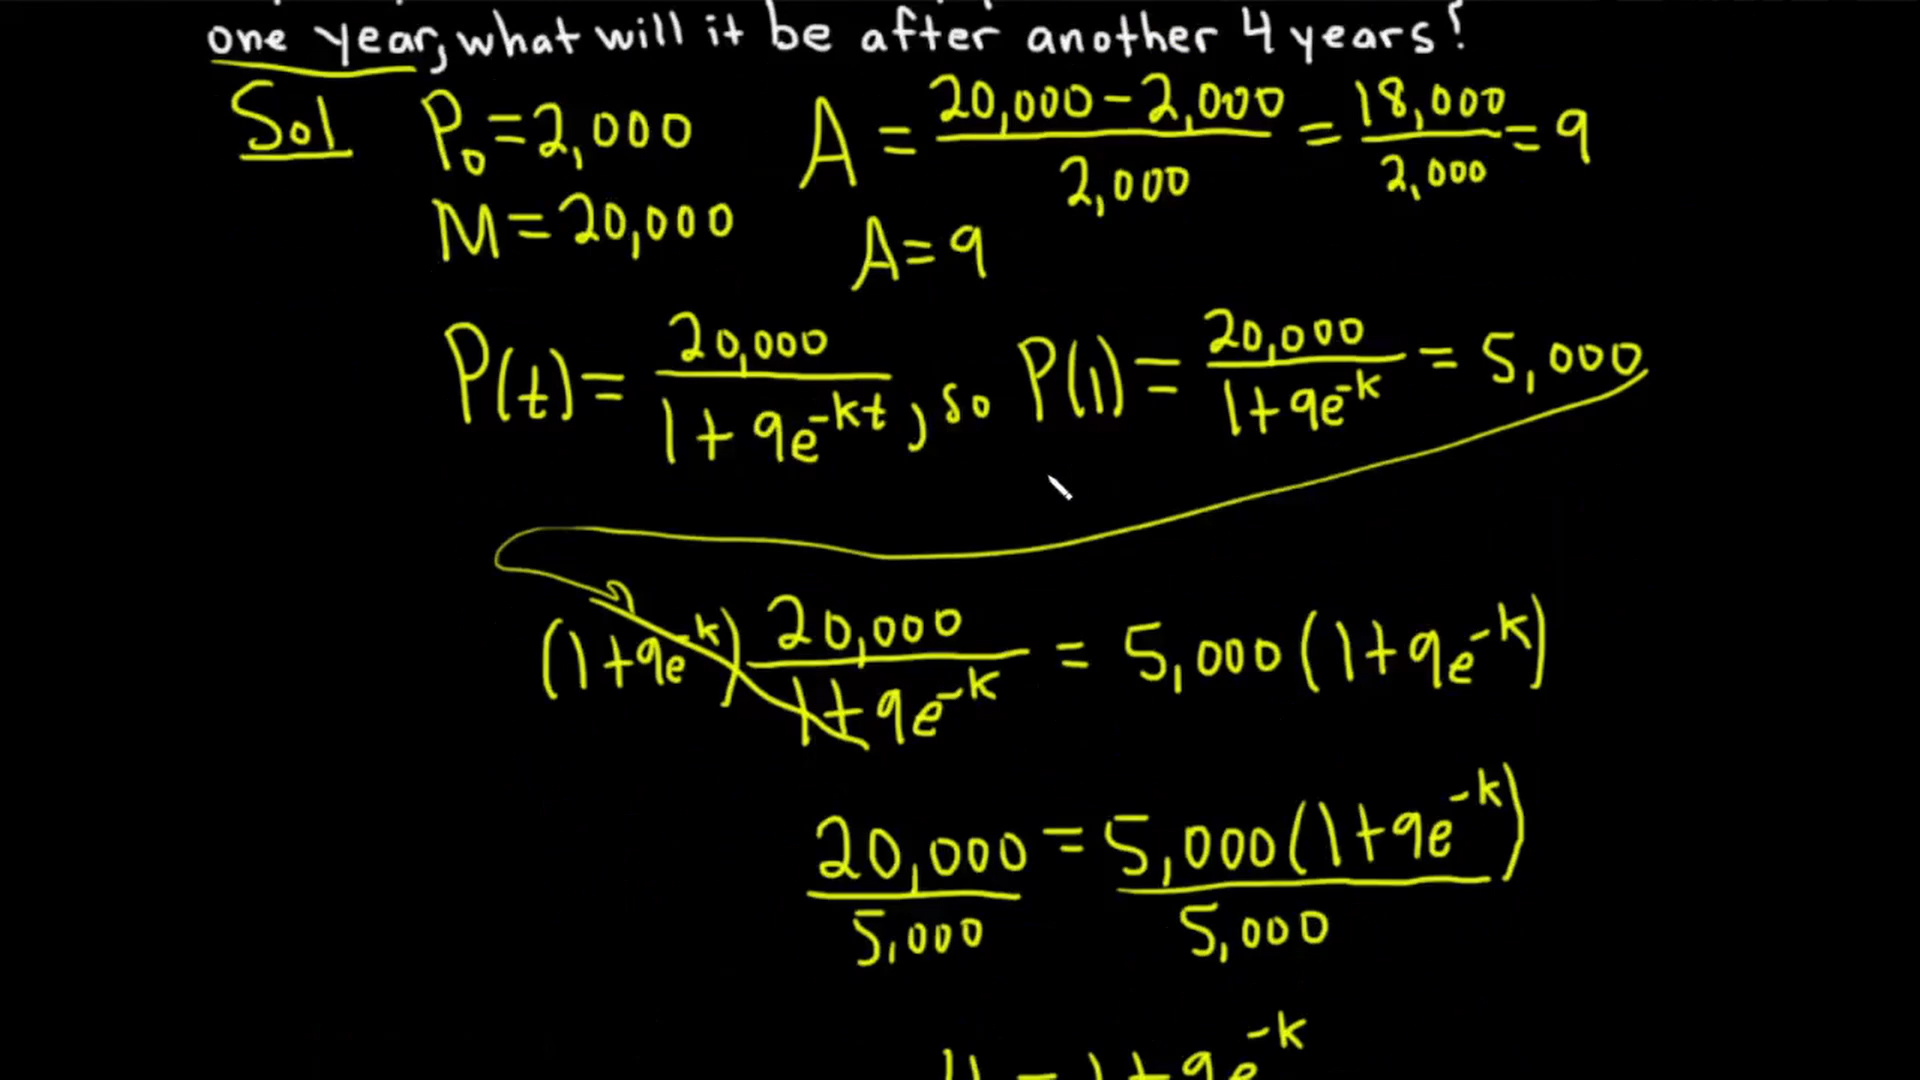 one year, what will it be after another 4 years?
Sol P₀ = 2,000 A = (20,000 - 2,000)/2,000 = 18,000/2,000 = 9
M = 20,000 A = 9
P(t) = 20,000/(1+9e^-kt), so P(1) = 20,000/(1+9e^-k) = 5,000
(1+9e^-k) 20,000/(1+9e^-k) = 5,000(1+9e^-k)
20,000/5,000 = 5,000(1+9e^-k)/5,000
4 = 1+9e^-k